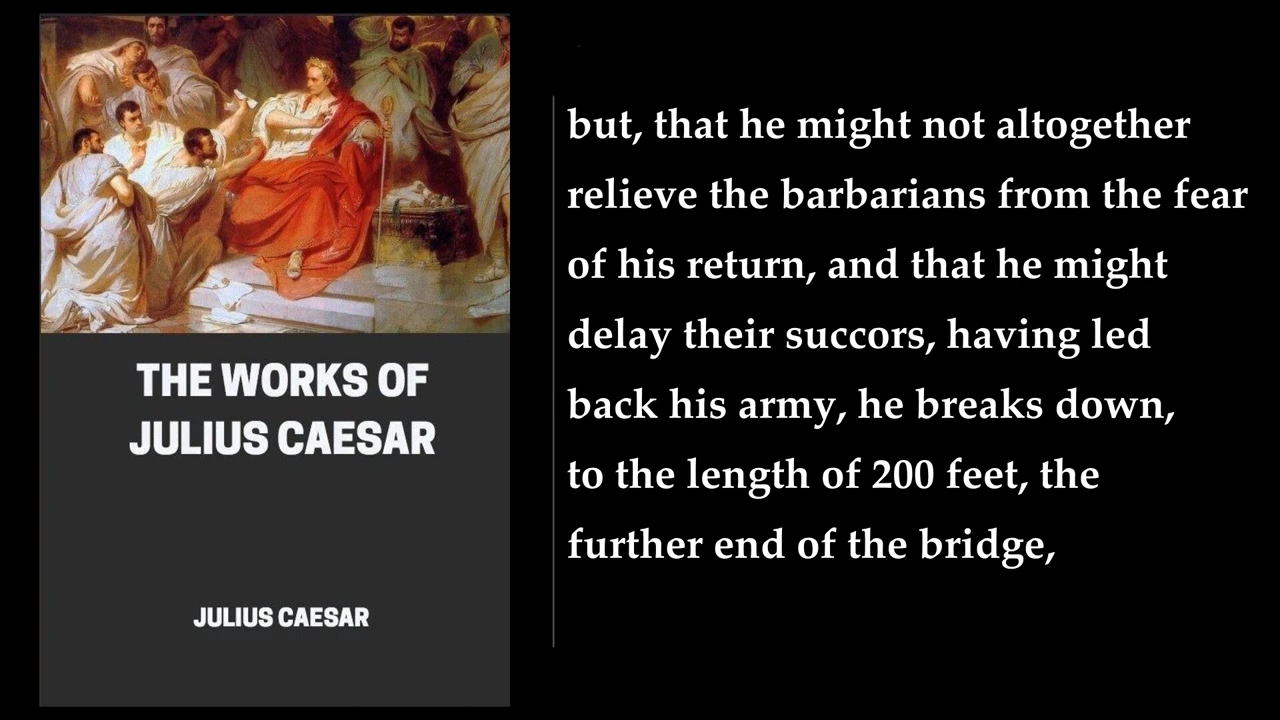 THE WORKS OF
JULIUS CAESAR
JULIUS CAESAR
but, that he might not altogether
relieve the barbarians from the fear
of his return, and that he might
delay their succors, having led
back his army, he breaks down,
to the length of 200 feet, the
further end of the bridge,